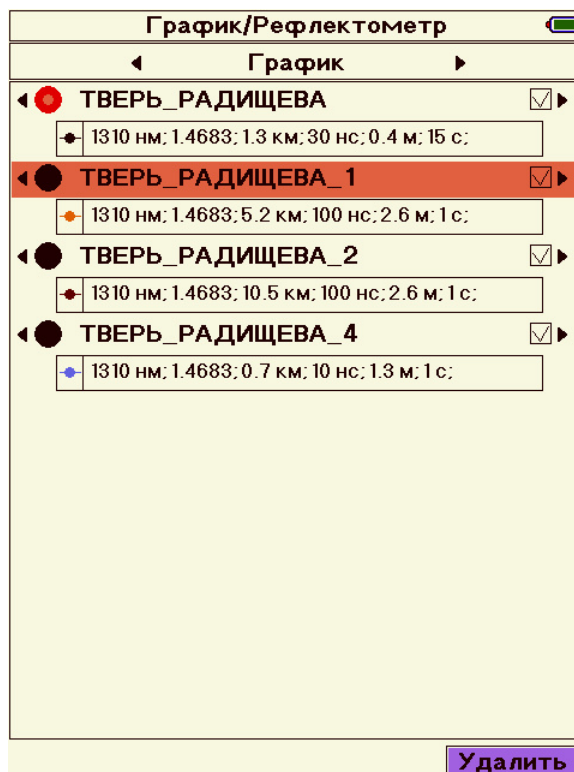 График/Рефлектометр
График
ТВЕРЬ_РАДИЩЕВА
1310 нм; 1.4683; 1.3 км; 30 нс; 0.4 м; 15 с;
ТВЕРЬ_РАДИЩЕВА_1
1310 нм; 1.4683; 5.2 км; 100 нс; 2.6 м; 1 с;
ТВЕРЬ_РАДИЩЕВА_2
1310 нм; 1.4683; 10.5 км; 100 нс; 2.6 м; 1 с;
ТВЕРЬ_РАДИЩЕВА_4
1310 нм; 1.4683; 0.7 км; 10 нс; 1.3 м; 1 с;
Удалить